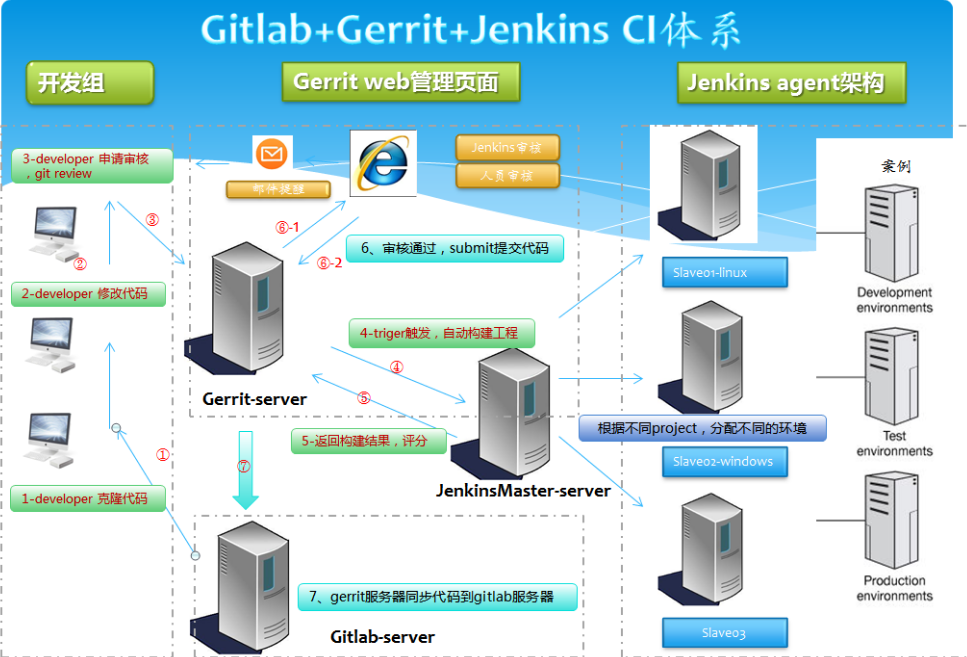 Gitlab+Gerrit+Jenkins CI体系
开发组
Gerrit web管理页面
Jenkins agent架构
3-developer 申请审核
，git review
邮件提醒
Jenkins审核
人员审核
案例
③
②
⑥-1
⑥-2
6、审核通过，submit提交代码
Slave01-linux
2-developer 修改代码
Development
environments
4-triger触发，自动构建工程
④
⑤
Gerrit-server
根据不同project，分配不同的环境
5-返回构建结果，评分
Test
environments
①
⑦
Slave02-windows
JenkinsMaster-server
1-developer 克隆代码
Production
environments
7、gerrit服务器同步代码到gitlab服务器
Gitlab-server
Slave03